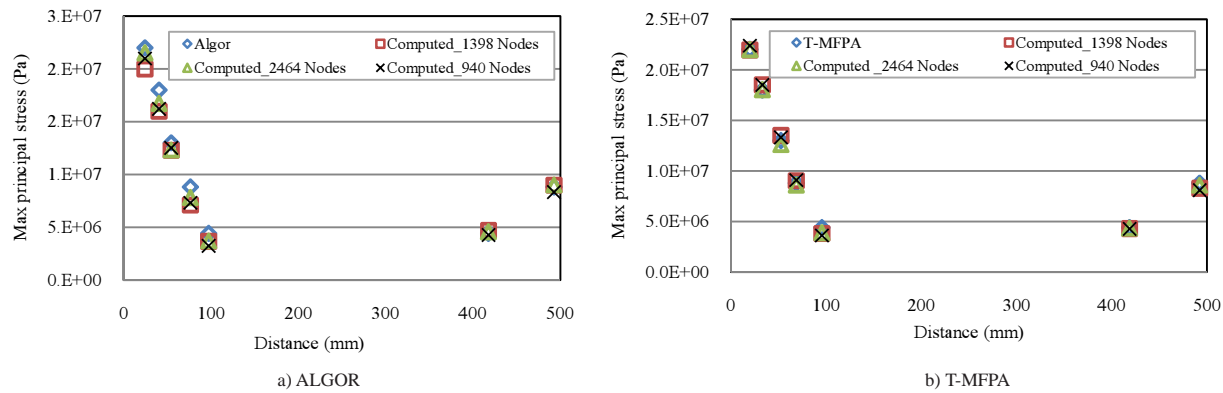 3.E+07
2.E+07
2.E+07
1.E+07
5.E+06
0.E+00
Max principal stress (Pa)
Algor
Computed_1398 Nodes
Computed_2464 Nodes
Computed_940 Nodes
0
100
200
300
400
500
Distance (mm)
a) ALGOR
2.5E+07
2.0E+07
1.5E+07
1.0E+07
5.0E+06
0.0E+00
Max principal stress (Pa)
T-MFPA
Computed_1398 Nodes
Computed _2464 Nodes
Computed_940 Nodes
0
100
200
300
400
500
Distance (mm)
b) T-MFPA